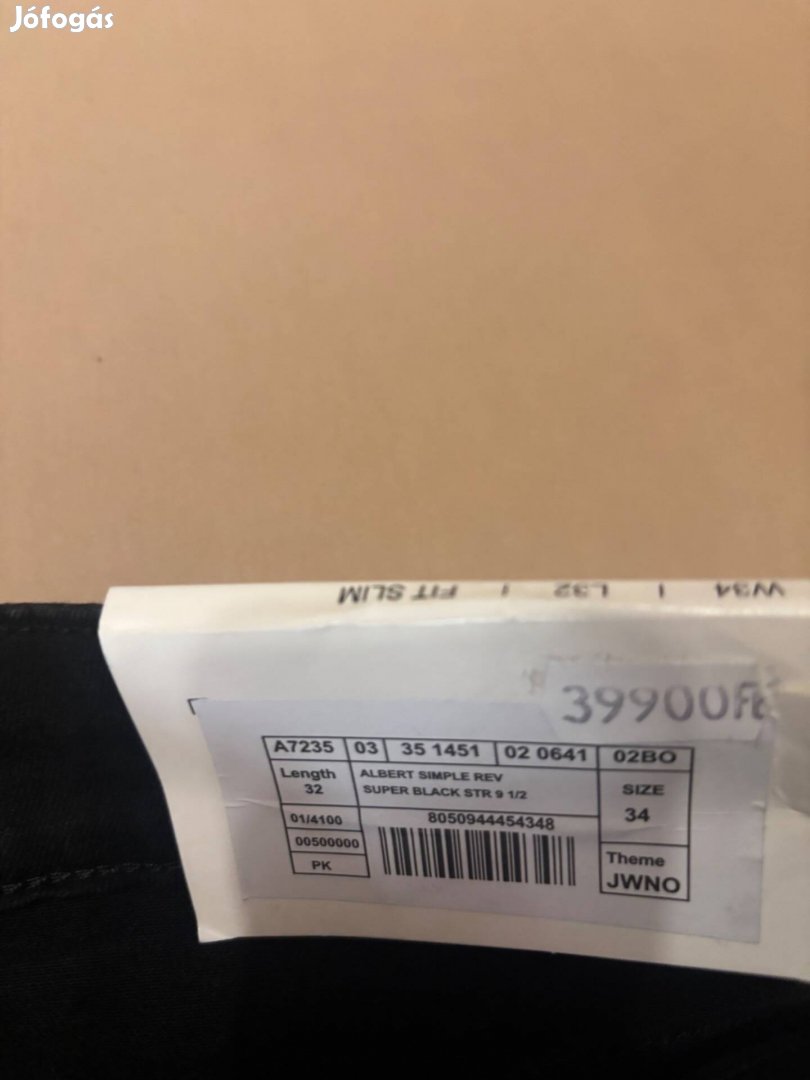 Jófogás
W34 | L32 | FIT SLIM
39900Ft
A7235 03 35 1451 02 0641 02BO
Length 32
ALBERT SIMPLE REV
SUPER BLACK STR 9 1/2
SIZE 34
01/4100
8050944454348
00500000
PK
Theme
JWNO